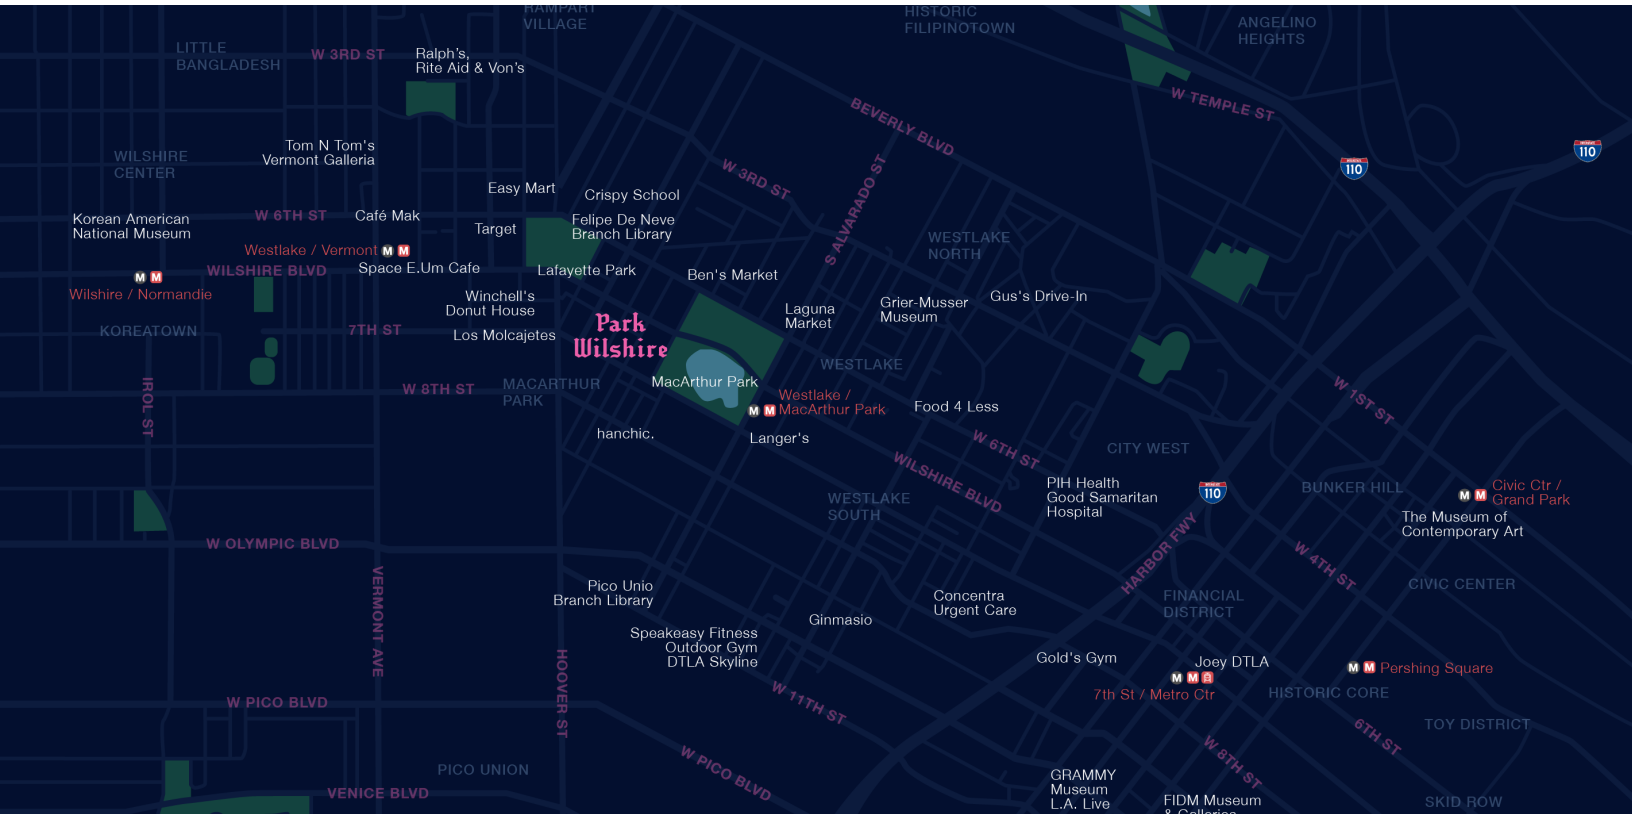 RAMPART
VILLAGE
HISTORIC
FILIPINOTOWN
ANGELINO
HEIGHTS
LITTLE
BANGLADESH
W 3RD ST
Ralph's,
Rite Aid & Von's
W TEMPLE ST
BEVERLY BLVD
110
110
Tom N Tom's
Vermont Galleria
WILSHIRE
CENTER
W 3RD ST
Easy Mart
Crispy School
S ALVARADO ST
Korean American
National Museum
W 6TH ST
Café Mak
Target
Felipe De Neve
Branch Library
WESTLAKE
NORTH
Westlake / Vermont M M
WILSHIRE BLVD
Space E.Um Cafe
Lafayette Park
Ben's Market
M M
Wilshire / Normandie
Winchell's
Donut House
Laguna
Market
Grier-Musser
Museum
Gus's Drive-In
KOREATOWN
7TH ST
Los Molcajetes
Park
Wilshire
WESTLAKE
IROL ST
W 8TH ST
MACARTHUR
PARK
MacArthur Park
M M
Westlake /
MacArthur Park
Food 4 Less
W 1ST ST
hanchic.
Langer's
W 6TH ST
CITY WEST
WILSHIRE BLVD
PIH Health
Good Samaritan
Hospital
110
BUNKER HILL
M M
Civic Ctr /
Grand Park
WESTLAKE
SOUTH
The Museum of
Contemporary Art
W OLYMPIC BLVD
HARBOR FWY
W 4TH ST
VERMONT AVE
Pico Unio
Branch Library
Concentra
Urgent Care
FINANCIAL
DISTRICT
CIVIC CENTER
Ginmasio
Speakeasy Fitness
Outdoor Gym
DTLA Skyline
HOOVER ST
Gold's Gym
Joey DTLA
M M
7th St / Metro Ctr
M M Pershing Square
HISTORIC CORE
W PICO BLVD
W 11TH ST
6TH ST
TOY DISTRICT
W PICO BLVD
W 8TH ST
PICO UNION
GRAMMY
Museum
L.A. Live
VENICE BLVD
FIDM Museum
& Galleries
SKID ROW